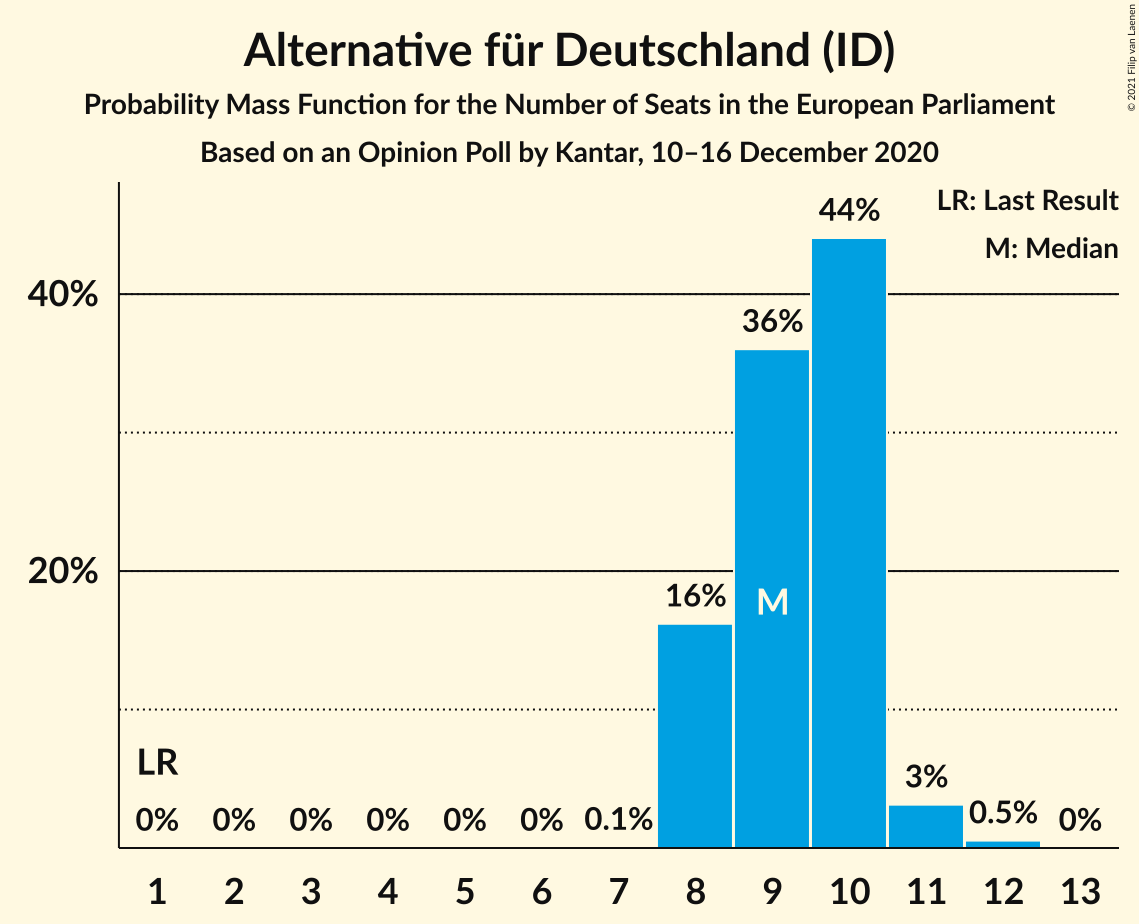 Alternative für Deutschland (ID)
Probability Mass Function for the Number of Seats in the European Parliament
Based on an Opinion Poll by Kantar, 10–16 December 2020
© 2021 Filip van Laenen
LR: Last Result
M: Median
44%
40%
36%
20%
16%
M
LR
3%
0% 0% 0% 0% 0% 0% 0.1% 0.5% 0%
1 2 3 4 5 6 7 8 9 10 11 12 13